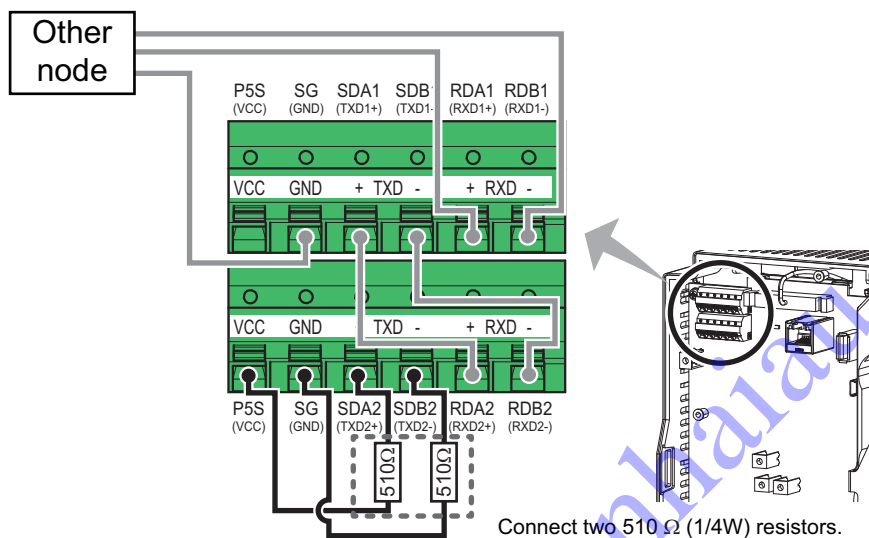 Other
node
P5S SG SDA1 SDB1 RDA1 RDB1
(VCC) (GND) (TXD1+) (TXD1- (RXD1+) (RXD1-)
VCC GND + TXD - + RXD -
VCC GND TXD - + RXD -
P5S SG SDA2 SDB2 RDA2 RDB2
(VCC) (GND) (TXD2+) (TXD2-) (RXD2+) (RXD2-)
510Ω 510Ω
Connect two 510 Ω (1/4W) resistors.